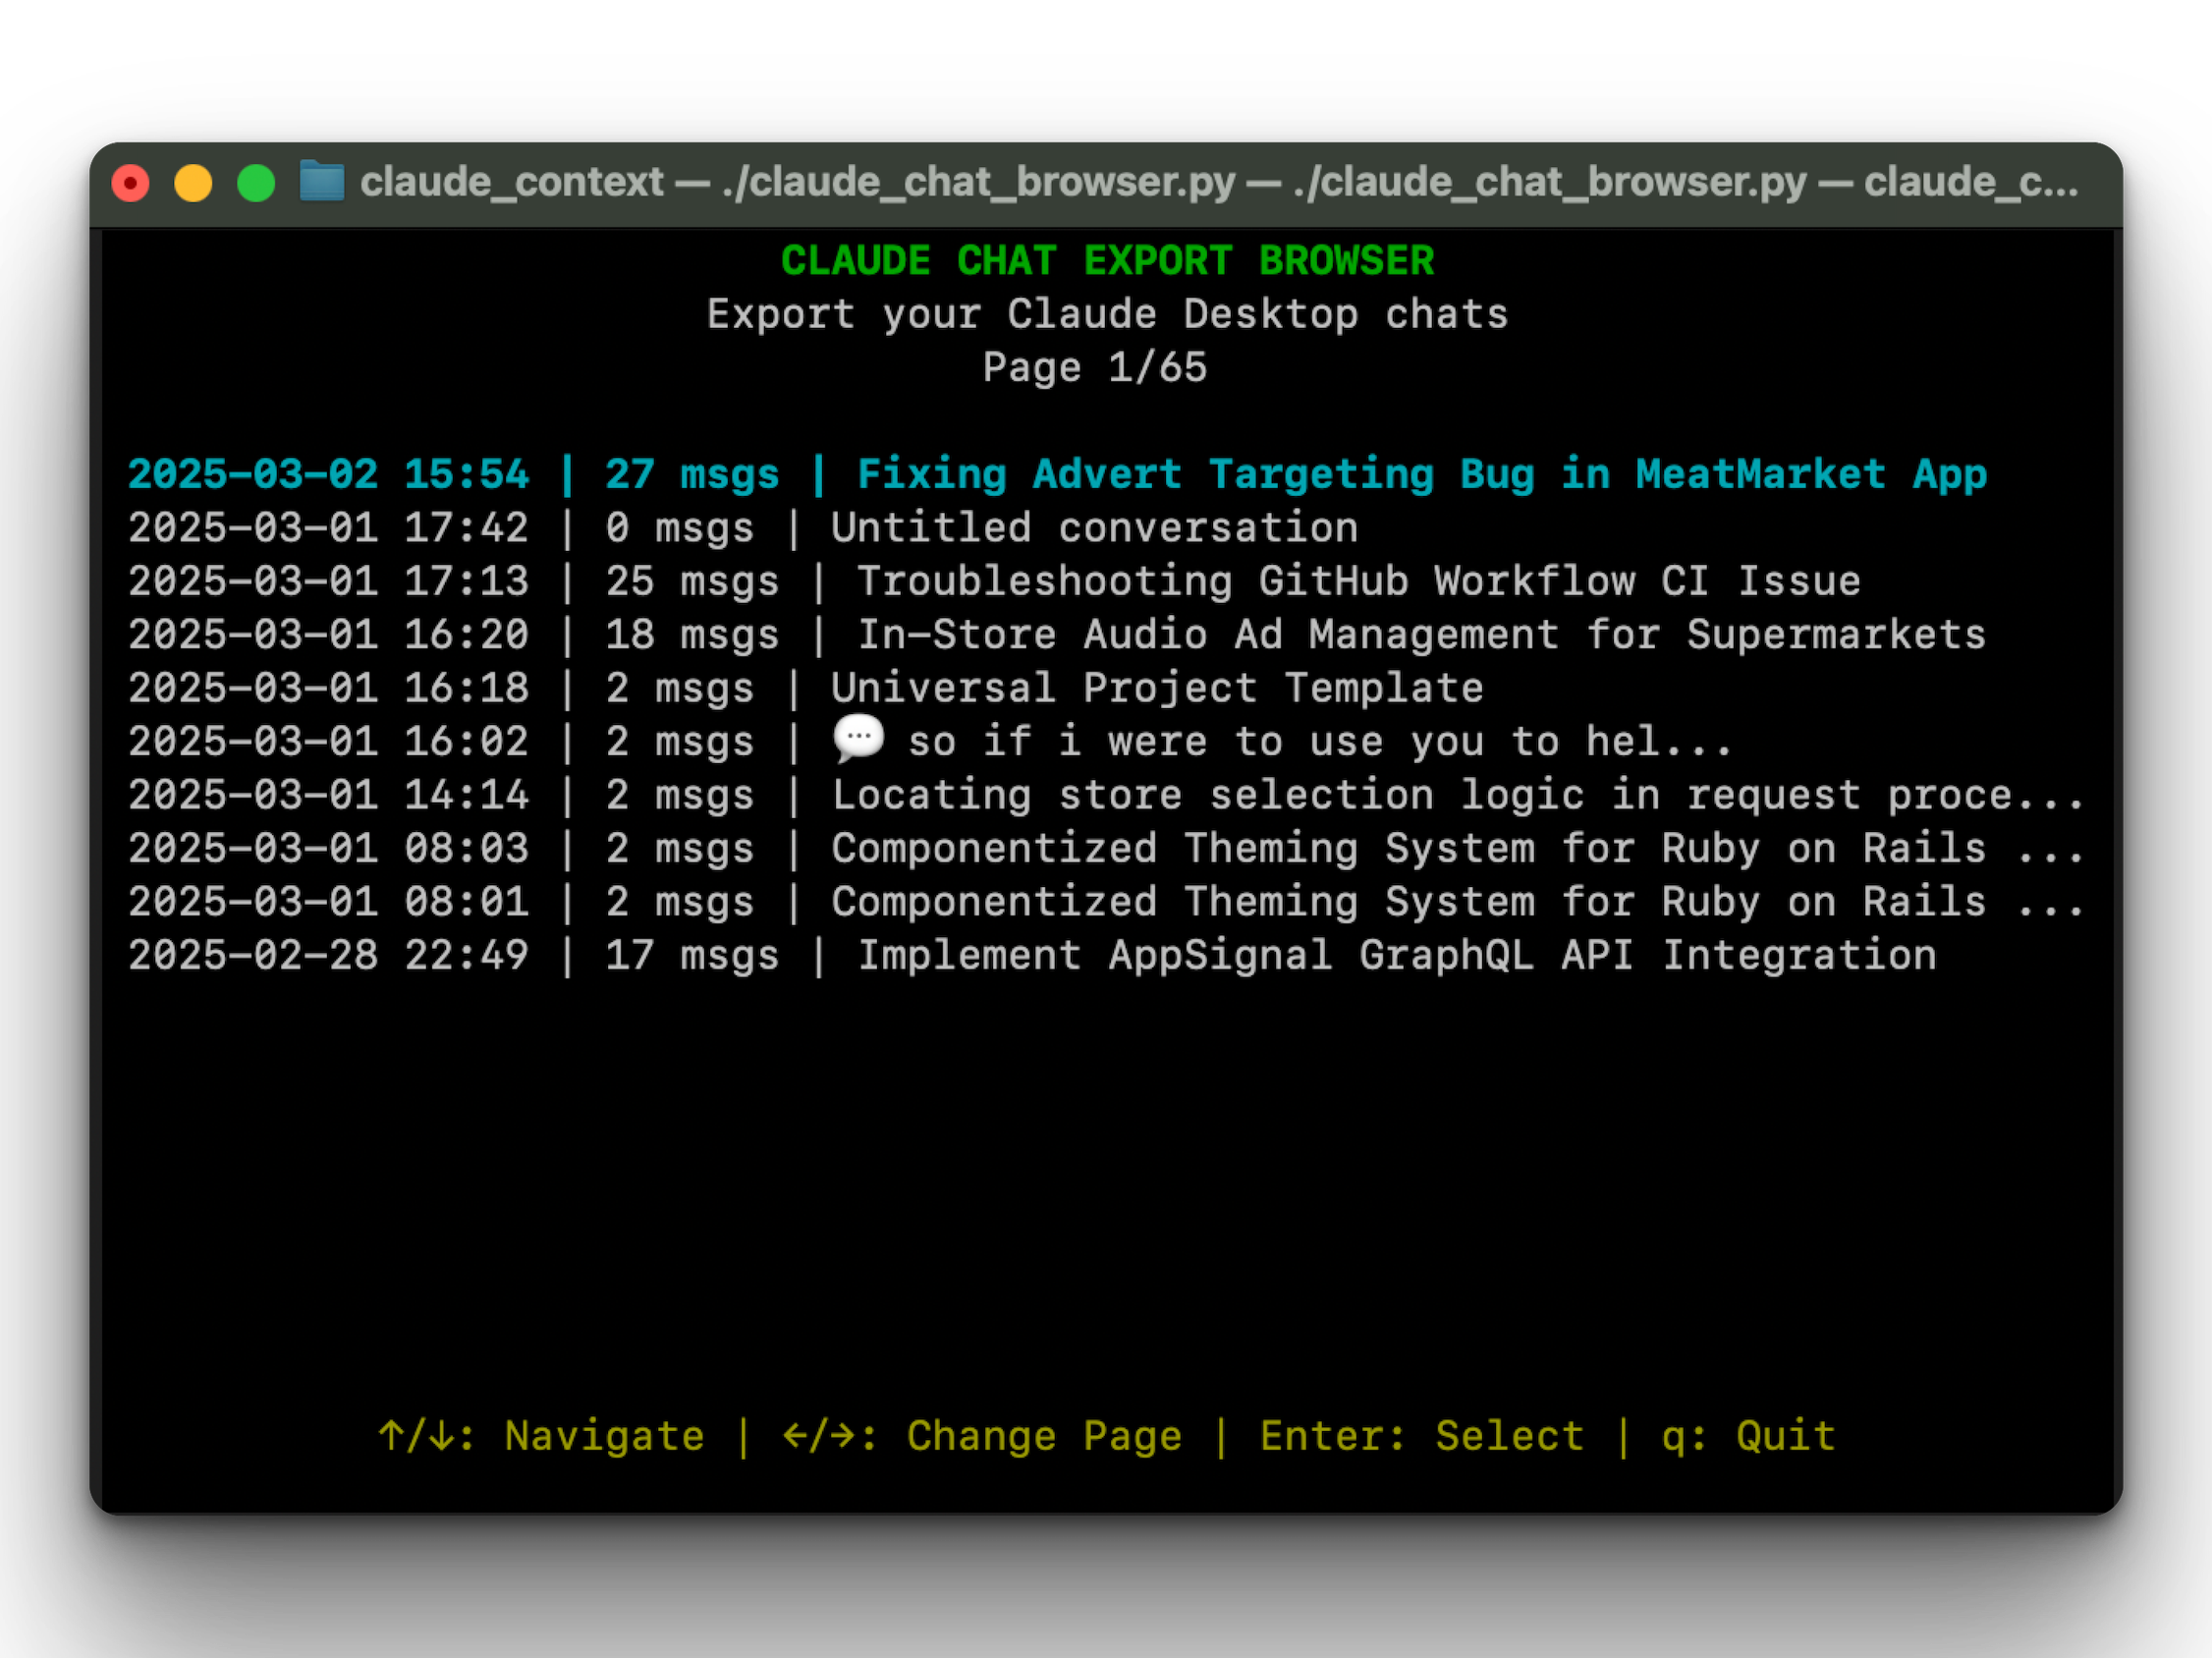 claude_context — ./claude_chat_browser.py — ./claude_chat_browser.py — claude_c...
CLAUDE CHAT EXPORT BROWSER
Export your Claude Desktop chats
Page 1/65
2025-03-02 15:54 | 27 msgs | Fixing Advert Targeting Bug in MeatMarket App
2025-03-01 17:42 | 0 msgs | Untitled conversation
2025-03-01 17:13 | 25 msgs | Troubleshooting GitHub Workflow CI Issue
2025-03-01 16:20 | 18 msgs | In-Store Audio Ad Management for Supermarkets
2025-03-01 16:18 | 2 msgs | Universal Project Template
2025-03-01 16:02 | 2 msgs | 💬 so if i were to use you to hel...
2025-03-01 14:14 | 2 msgs | Locating store selection logic in request proce...
2025-03-01 08:03 | 2 msgs | Componentized Theming System for Ruby on Rails ...
2025-03-01 08:01 | 2 msgs | Componentized Theming System for Ruby on Rails ...
2025-02-28 22:49 | 17 msgs | Implement AppSignal GraphQL API Integration
↑/↓: Navigate | ←/→: Change Page | Enter: Select | q: Quit